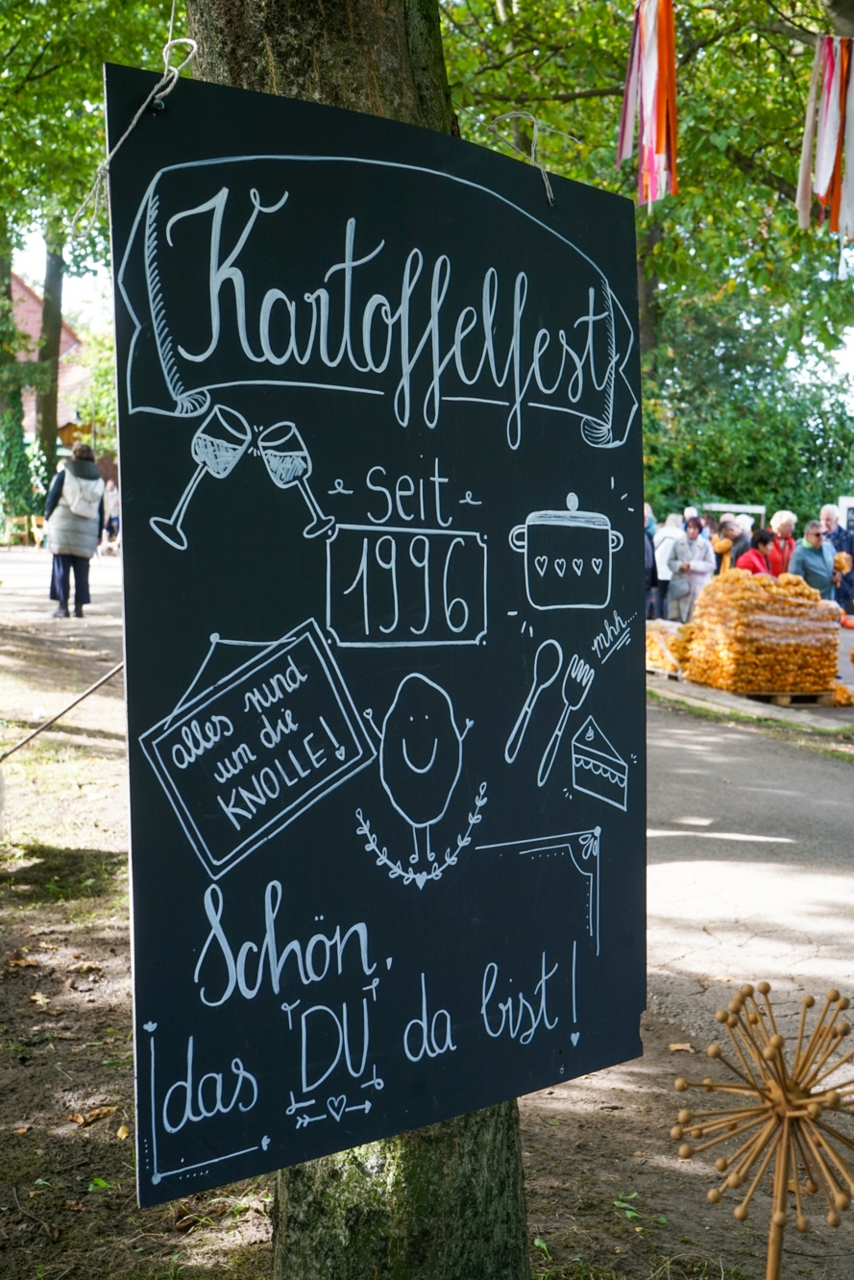 Kartoffelfest
- seit -
1996
mhh....
alles rund
um die
KNOLLE!
Schön,
das DU da bist!